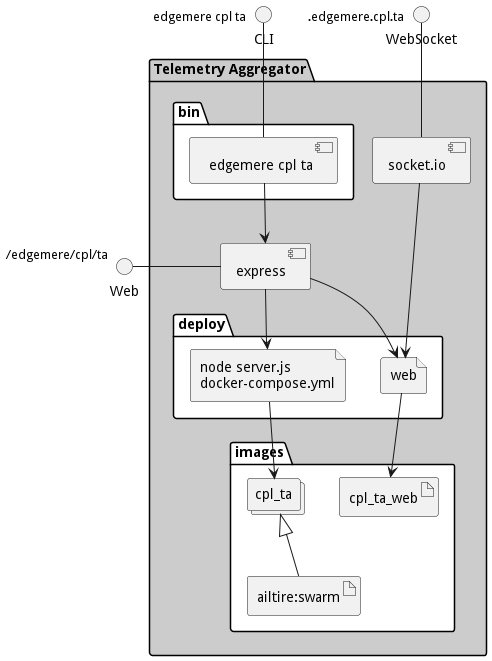 edgemere cpl ta
.edgemere.cpl.ta
CLI
WebSocket
Telemetry Aggregator
bin
edgemere cpl ta
socket.io
/edgemere/cpl/ta
express
Web
deploy
node server.js
docker-compose.yml
web
images
cpl_ta
cpl_ta_web
ailtire:swarm